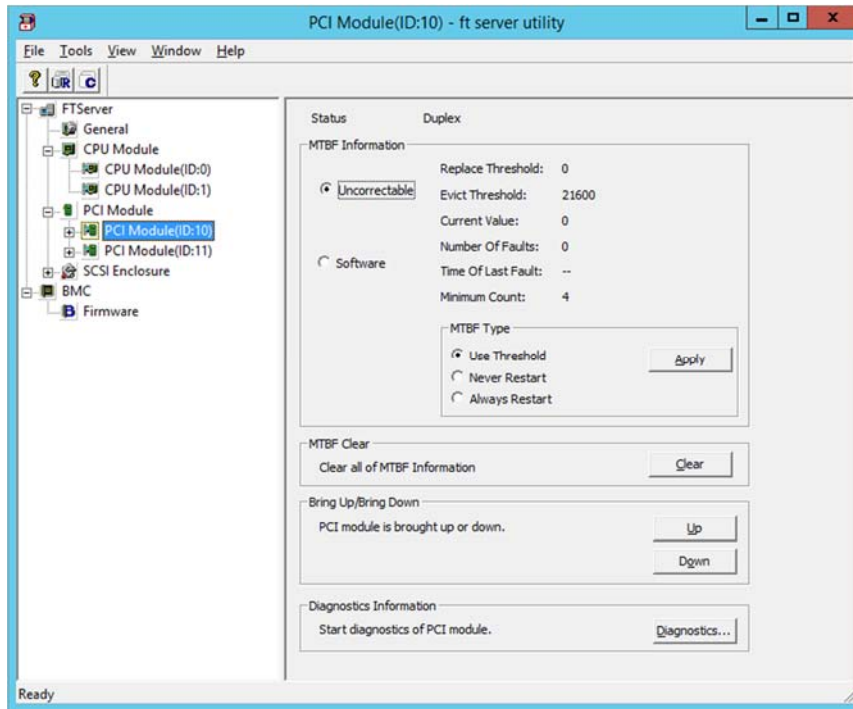 PCI Module(ID:10) - ft server utility
File Tools View Window Help
FTServer
General
CPU Module
CPU Module(ID:0)
CPU Module(ID:1)
PCI Module
PCI Module(ID:10)
PCI Module(ID:11)
SCSI Enclosure
BMC
Firmware
Status Duplex
MTBF Information
Uncorrectable
Software
Replace Threshold: 0
Evict Threshold: 21600
Current Value: 0
Number Of Faults: 0
Time Of Last Fault: --
Minimum Count: 4
MTBF Type
Use Threshold
Never Restart
Always Restart
Apply
MTBF Clear
Clear all of MTBF Information
Clear
Bring Up/Bring Down
PCI module is brought up or down.
Up
Down
Diagnostics Information
Start diagnostics of PCI module.
Diagnostics...
Ready